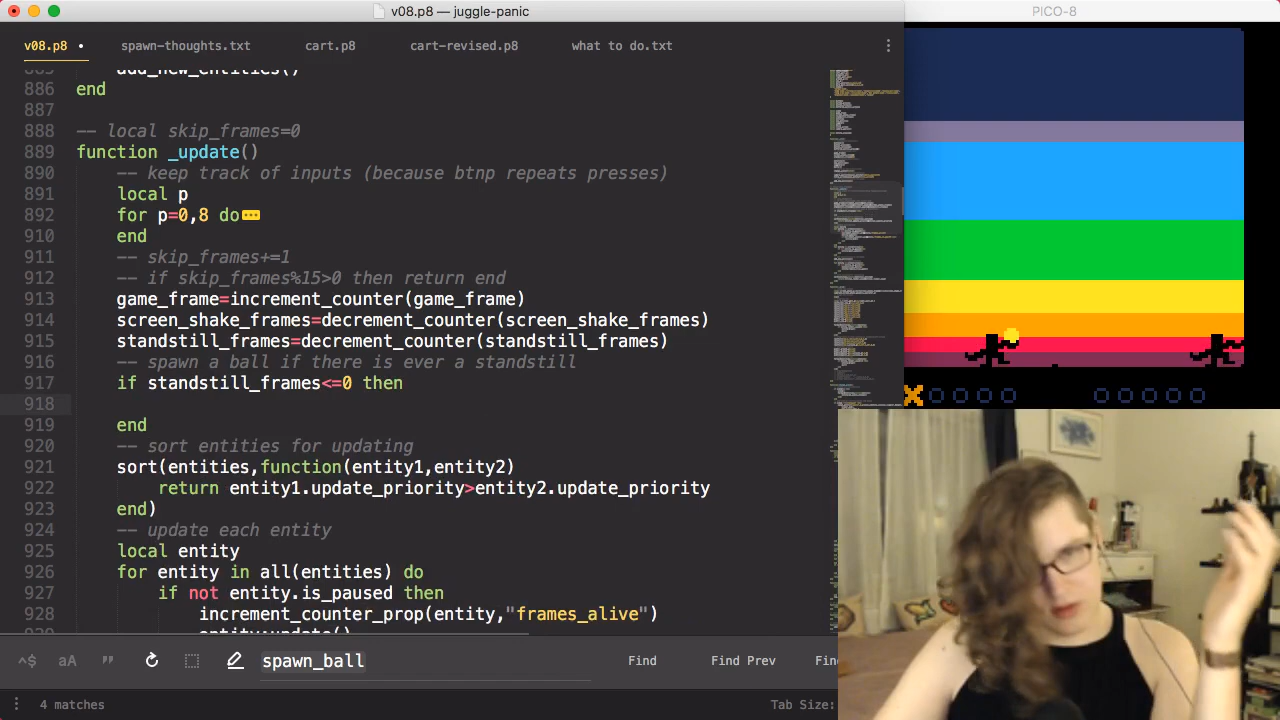 v08.p8 — juggle-panic
PICO-8
v08.p8 •
spawn-thoughts.txt
cart.p8
cart-revised.p8
what to do.txt
885 add_new_entities()
886 end
887
888 -- local skip_frames=0
889 function _update()
890 -- keep track of inputs (because btnp repeats presses)
891 local p
892 for p=0,8 do
910 end
911 -- skip_frames+=1
912 -- if skip_frames%15>0 then return end
913 game_frame=increment_counter(game_frame)
914 screen_shake_frames=decrement_counter(screen_shake_frames)
915 standstill_frames=decrement_counter(standstill_frames)
916 -- spawn a ball if there is ever a standstill
917 if standstill_frames<=0 then
918
919 end
920 -- sort entities for updating
921 sort(entities,function(entity1,entity2)
922 return entity1.update_priority>entity2.update_priority
923 end)
924 -- update each entity
925 local entity
926 for entity in all(entities) do
927 if not entity.is_paused then
928 increment_counter_prop(entity,"frames_alive")
929 entity:update()
spawn_ball
Find
Find Prev
Fin
4 matches
Tab Size: